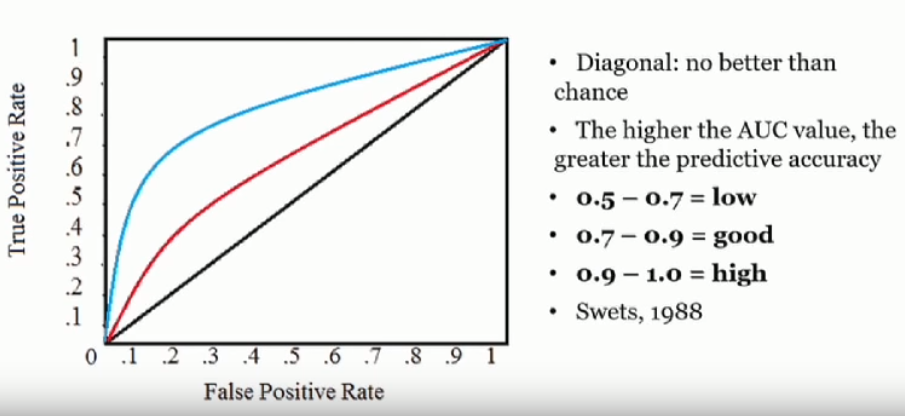 True Positive Rate
1
.9
.8
.7
.6
.5
.4
.3
.2
.1
0 .1 .2 .3 .4 .5 .6 .7 .8 .9 1
False Positive Rate
• Diagonal: no better than
chance
• The higher the AUC value, the
greater the predictive accuracy
• 0.5 – 0.7 = low
• 0.7 – 0.9 = good
• 0.9 – 1.0 = high
• Swets, 1988